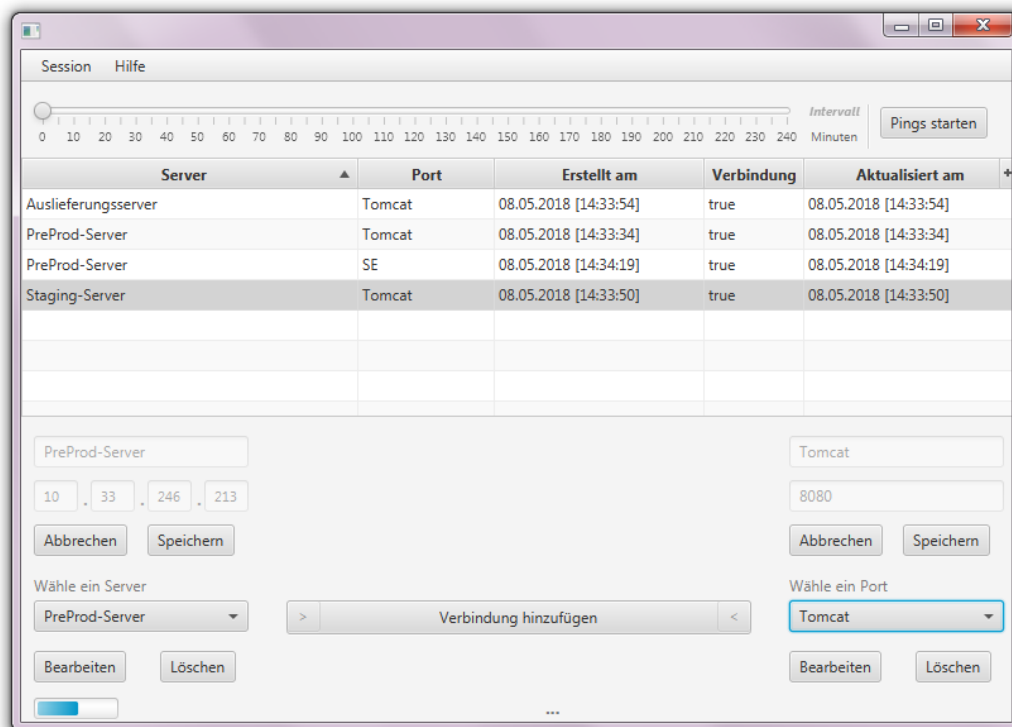 Session Hilfe
Intervall
0 10 20 30 40 50 60 70 80 90 100 110 120 130 140 150 160 170 180 190 200 210 220 230 240 Minuten
Pings starten
Server Port Erstellt am Verbindung Aktualisiert am +
Auslieferungsserver Tomcat 08.05.2018 [14:33:54] true 08.05.2018 [14:33:54]
PreProd-Server Tomcat 08.05.2018 [14:33:34] true 08.05.2018 [14:33:34]
PreProd-Server SE 08.05.2018 [14:34:19] true 08.05.2018 [14:34:19]
Staging-Server Tomcat 08.05.2018 [14:33:50] true 08.05.2018 [14:33:50]
PreProd-Server Tomcat
10 . 33 . 246 . 213 8080
Abbrechen Speichern Abbrechen Speichern
Wähle ein Server Wähle ein Port
PreProd-Server > Verbindung hinzufügen < Tomcat
Bearbeiten Löschen Bearbeiten Löschen
...